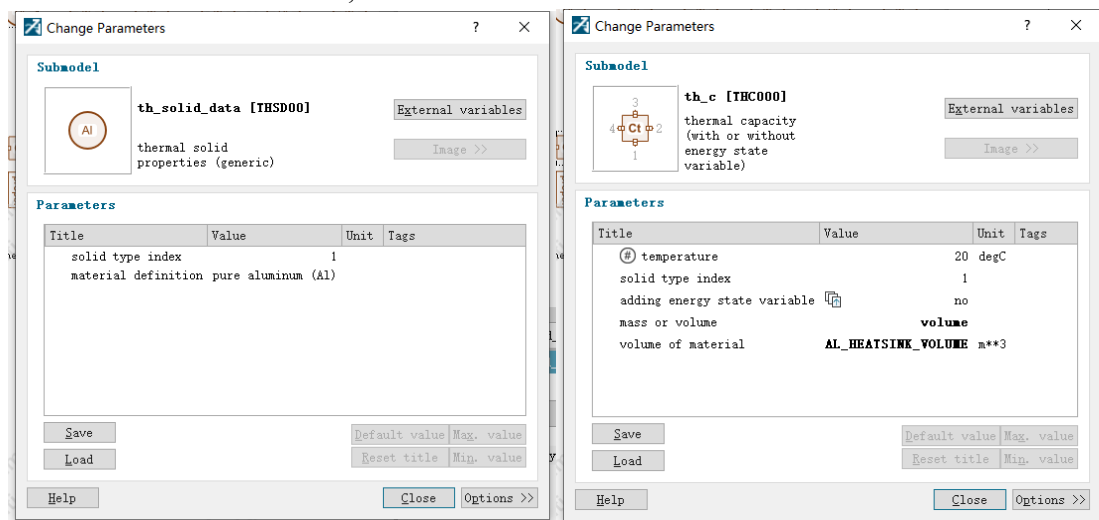 Change Parameters ? ×
Submodel
Al
th_solid_data [THSD00]
thermal solid
properties (generic)
External variables
Image >>
Parameters
Title Value Unit Tags
solid type index 1
material definition pure aluminum (Al)
Save
Load
Default value Max. value
Reset title Min. value
Help
Close Options >>
Change Parameters ? ×
Submodel
3
4 Ct 2
1
th_c [THC000]
thermal capacity
(with or without
energy state
variable)
External variables
Image >>
Parameters
Title Value Unit Tags
# temperature 20 degC
solid type index 1
adding energy state variable no
mass or volume volume
volume of material AL_HEATSINK_VOLUME m**3
Save
Load
Default value Max. value
Reset title Min. value
Help
Close Options >>